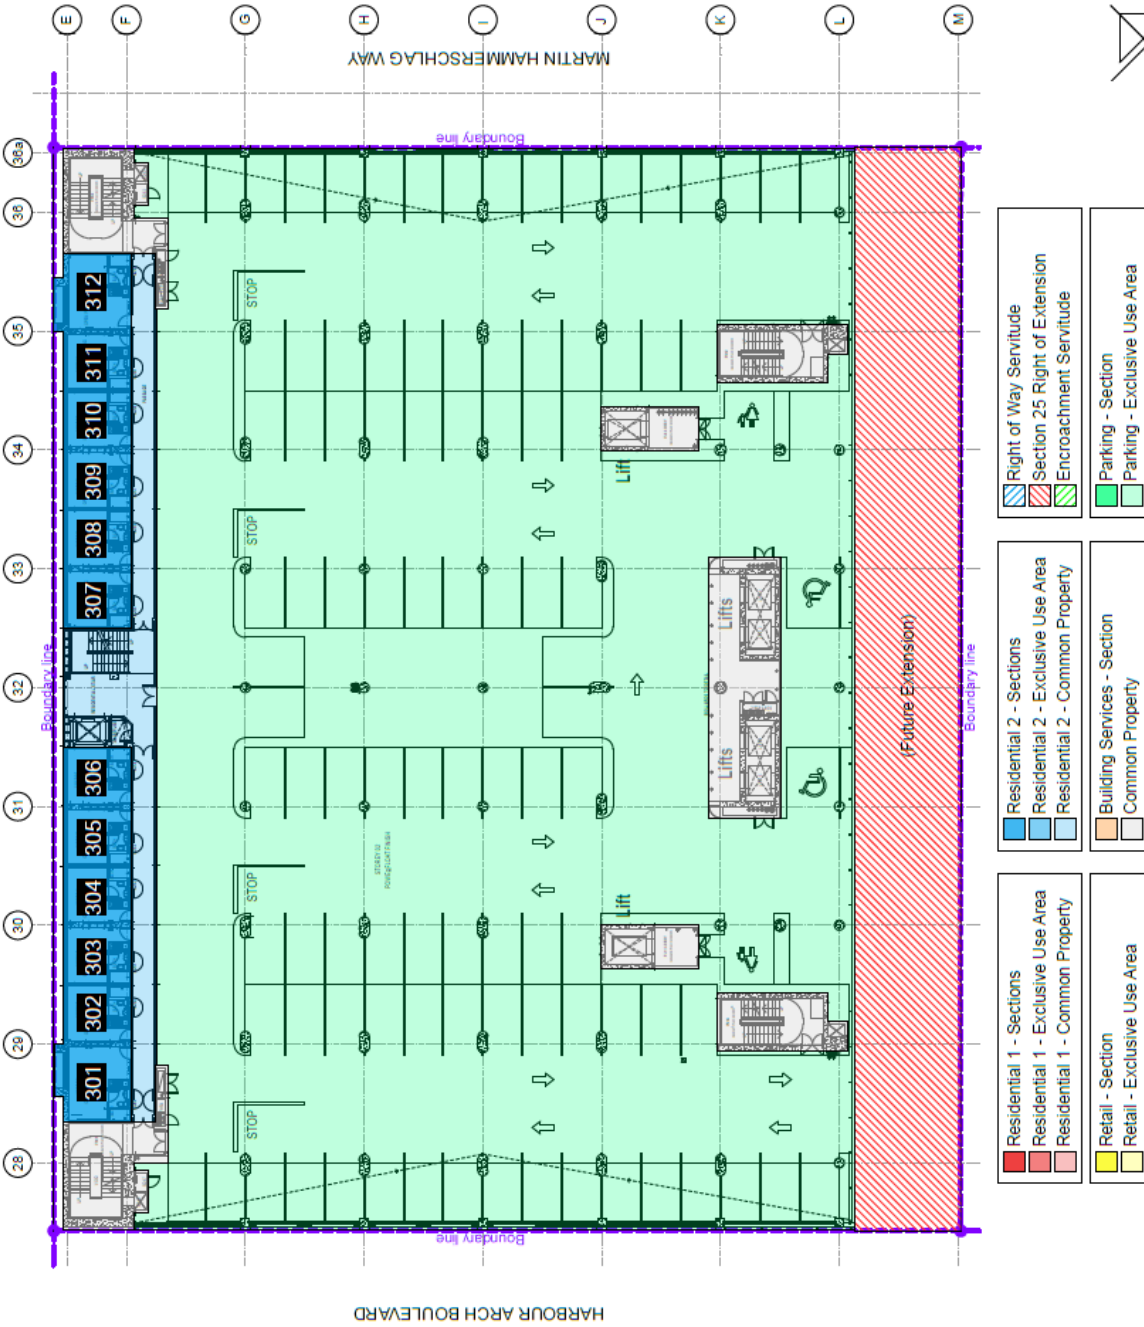 E
F
G
H
I
J
K
L
M
MARTIN HAMMERSCHLAG WAY
Boundary line
36a
36
35
34
33
32
31
30
29
28
312
311
310
309
308
307
306
305
304
303
302
301
STOP
STOP
STOP
STOP
Lift
Lift
Lifts
Lifts
Boundary line
Boundary line
Boundary line
(Future Extension)
HARBOUR ARCH BOULEVARD
Residential 1 - Sections
Residential 1 - Exclusive Use Area
Residential 1 - Common Property
Retail - Section
Retail - Exclusive Use Area
Residential 2 - Sections
Residential 2 - Exclusive Use Area
Residential 2 - Common Property
Building Services - Section
Common Property
Right of Way Servitude
Section 25 Right of Extension
Encroachment Servitude
Parking - Section
Parking - Exclusive Use Area